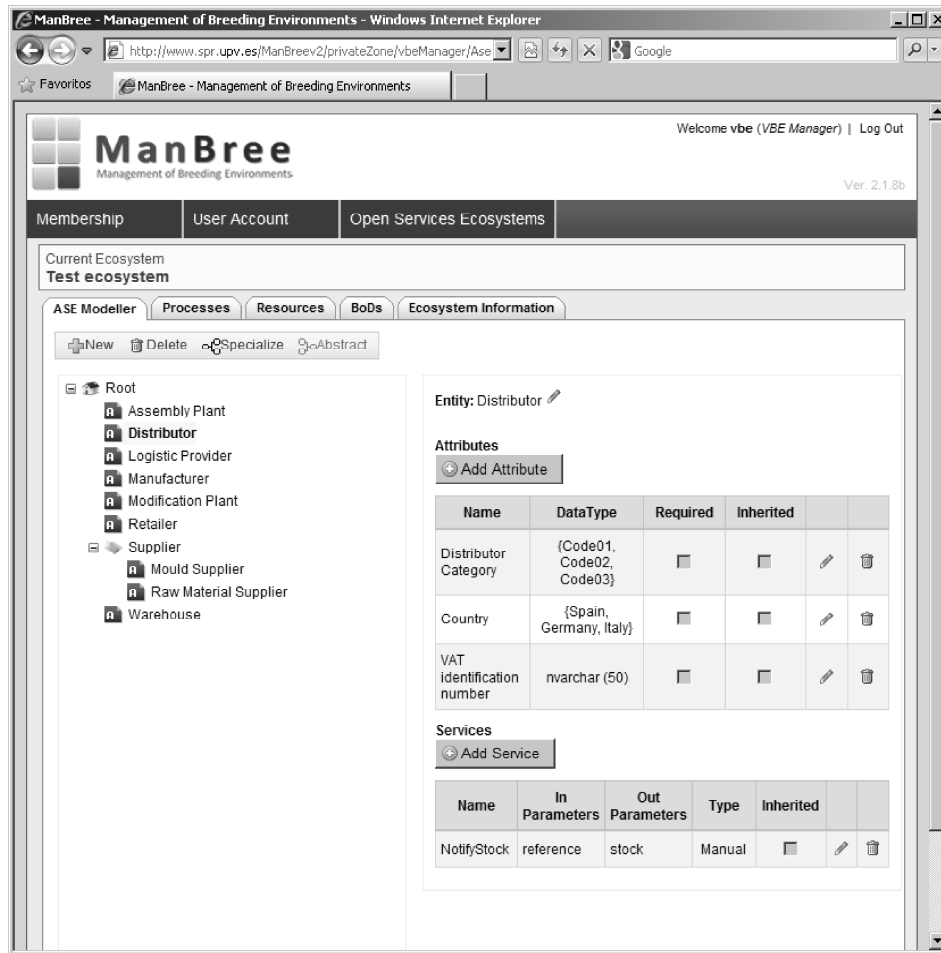 ManBree - Management of Breeding Environments - Windows Internet Explorer
http://www.spr.upv.es/ManBreev2/privateZone/vbeManager/Ase
Google
Favoritos
ManBree - Management of Breeding Environments
Welcome vbe (VBE Manager) | Log Out
ManBree
Management of Breeding Environments
Ver. 2.1.8b
Membership User Account Open Services Ecosystems
Current Ecosystem
Test ecosystem
ASE Modeller Processes Resources BoDs Ecosystem Information
New Delete Specialize Abstract
Root
Assembly Plant
Distributor
Logistic Provider
Manufacturer
Modification Plant
Retailer
Supplier
Mould Supplier
Raw Material Supplier
Warehouse
Entity: Distributor
Attributes
Add Attribute
Name DataType Required Inherited
Distributor Category {Code01, Code02, Code03}
Country {Spain, Germany, Italy}
VAT identification number nvarchar (50)
Services
Add Service
Name In Parameters Out Parameters Type Inherited
NotifyStock reference stock Manual